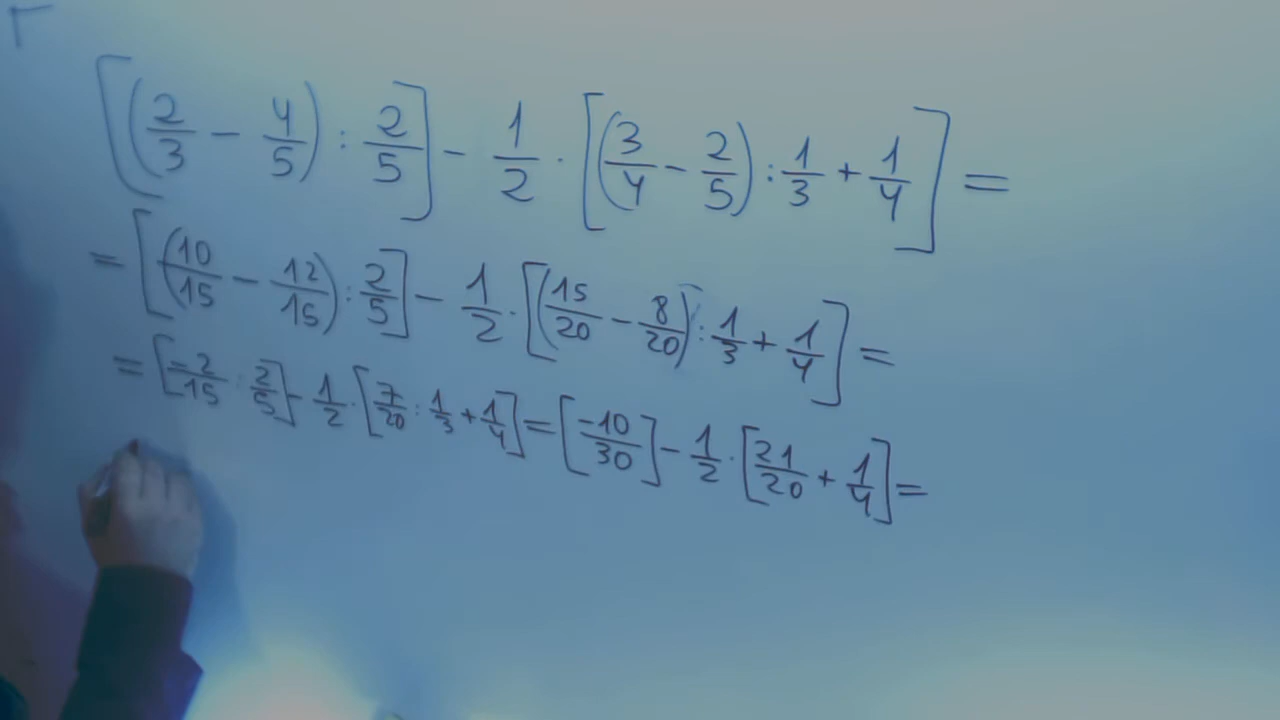 [(2/3 - 4/5) : 2/5] - 1/2 · [(3/4 - 2/5) : 1/3 + 1/4] =
= [(10/15 - 12/15) : 2/5] - 1/2 · [(15/20 - 8/20) : 1/3 + 1/4] =
= [-2/15 : 2/5] - 1/2 · [7/20 : 1/3 + 1/4] = [-10/30] - 1/2 · [21/20 + 1/4] =